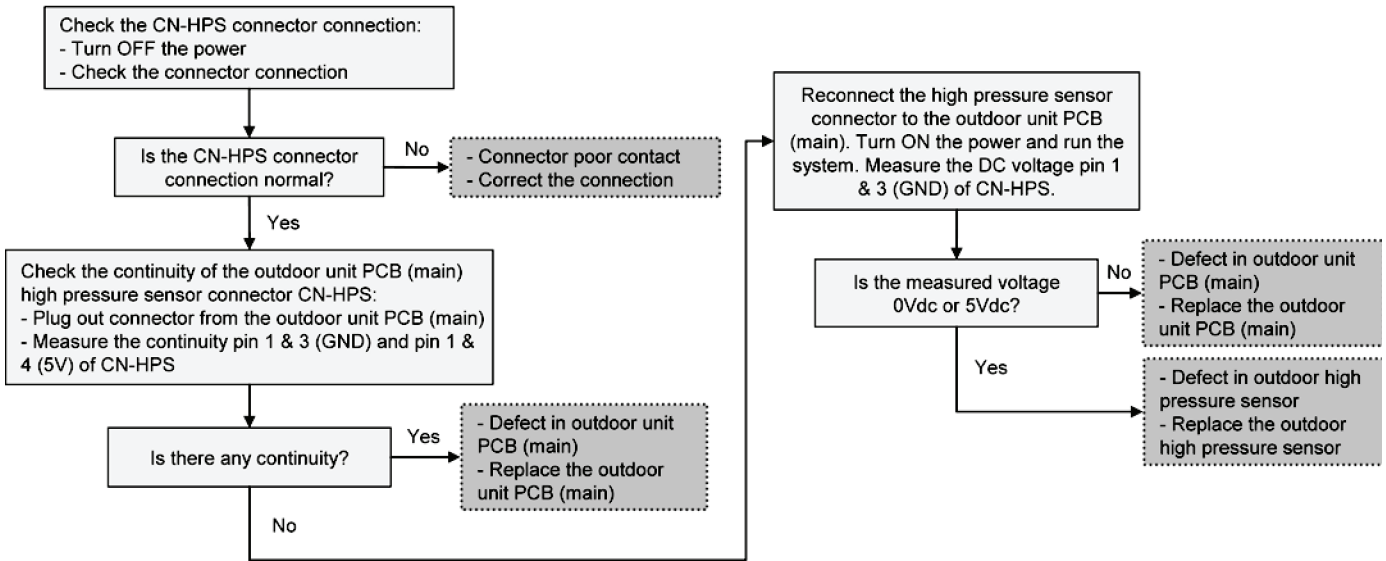 Check the CN-HPS connector connection:
- Turn OFF the power
- Check the connector connection
Is the CN-HPS connector
connection normal?
No
- Connector poor contact
- Correct the connection
Yes
Check the continuity of the outdoor unit PCB (main)
high pressure sensor connector CN-HPS:
- Plug out connector from the outdoor unit PCB (main)
- Measure the continuity pin 1 & 3 (GND) and pin 1 &
4 (5V) of CN-HPS
Is there any continuity?
Yes
- Defect in outdoor unit
PCB (main)
- Replace the outdoor
unit PCB (main)
No
Reconnect the high pressure sensor
connector to the outdoor unit PCB
(main). Turn ON the power and run the
system. Measure the DC voltage pin 1
& 3 (GND) of CN-HPS.
Is the measured voltage
0Vdc or 5Vdc?
No
- Defect in outdoor unit
PCB (main)
- Replace the outdoor
unit PCB (main)
Yes
- Defect in outdoor high
pressure sensor
- Replace the outdoor
high pressure sensor